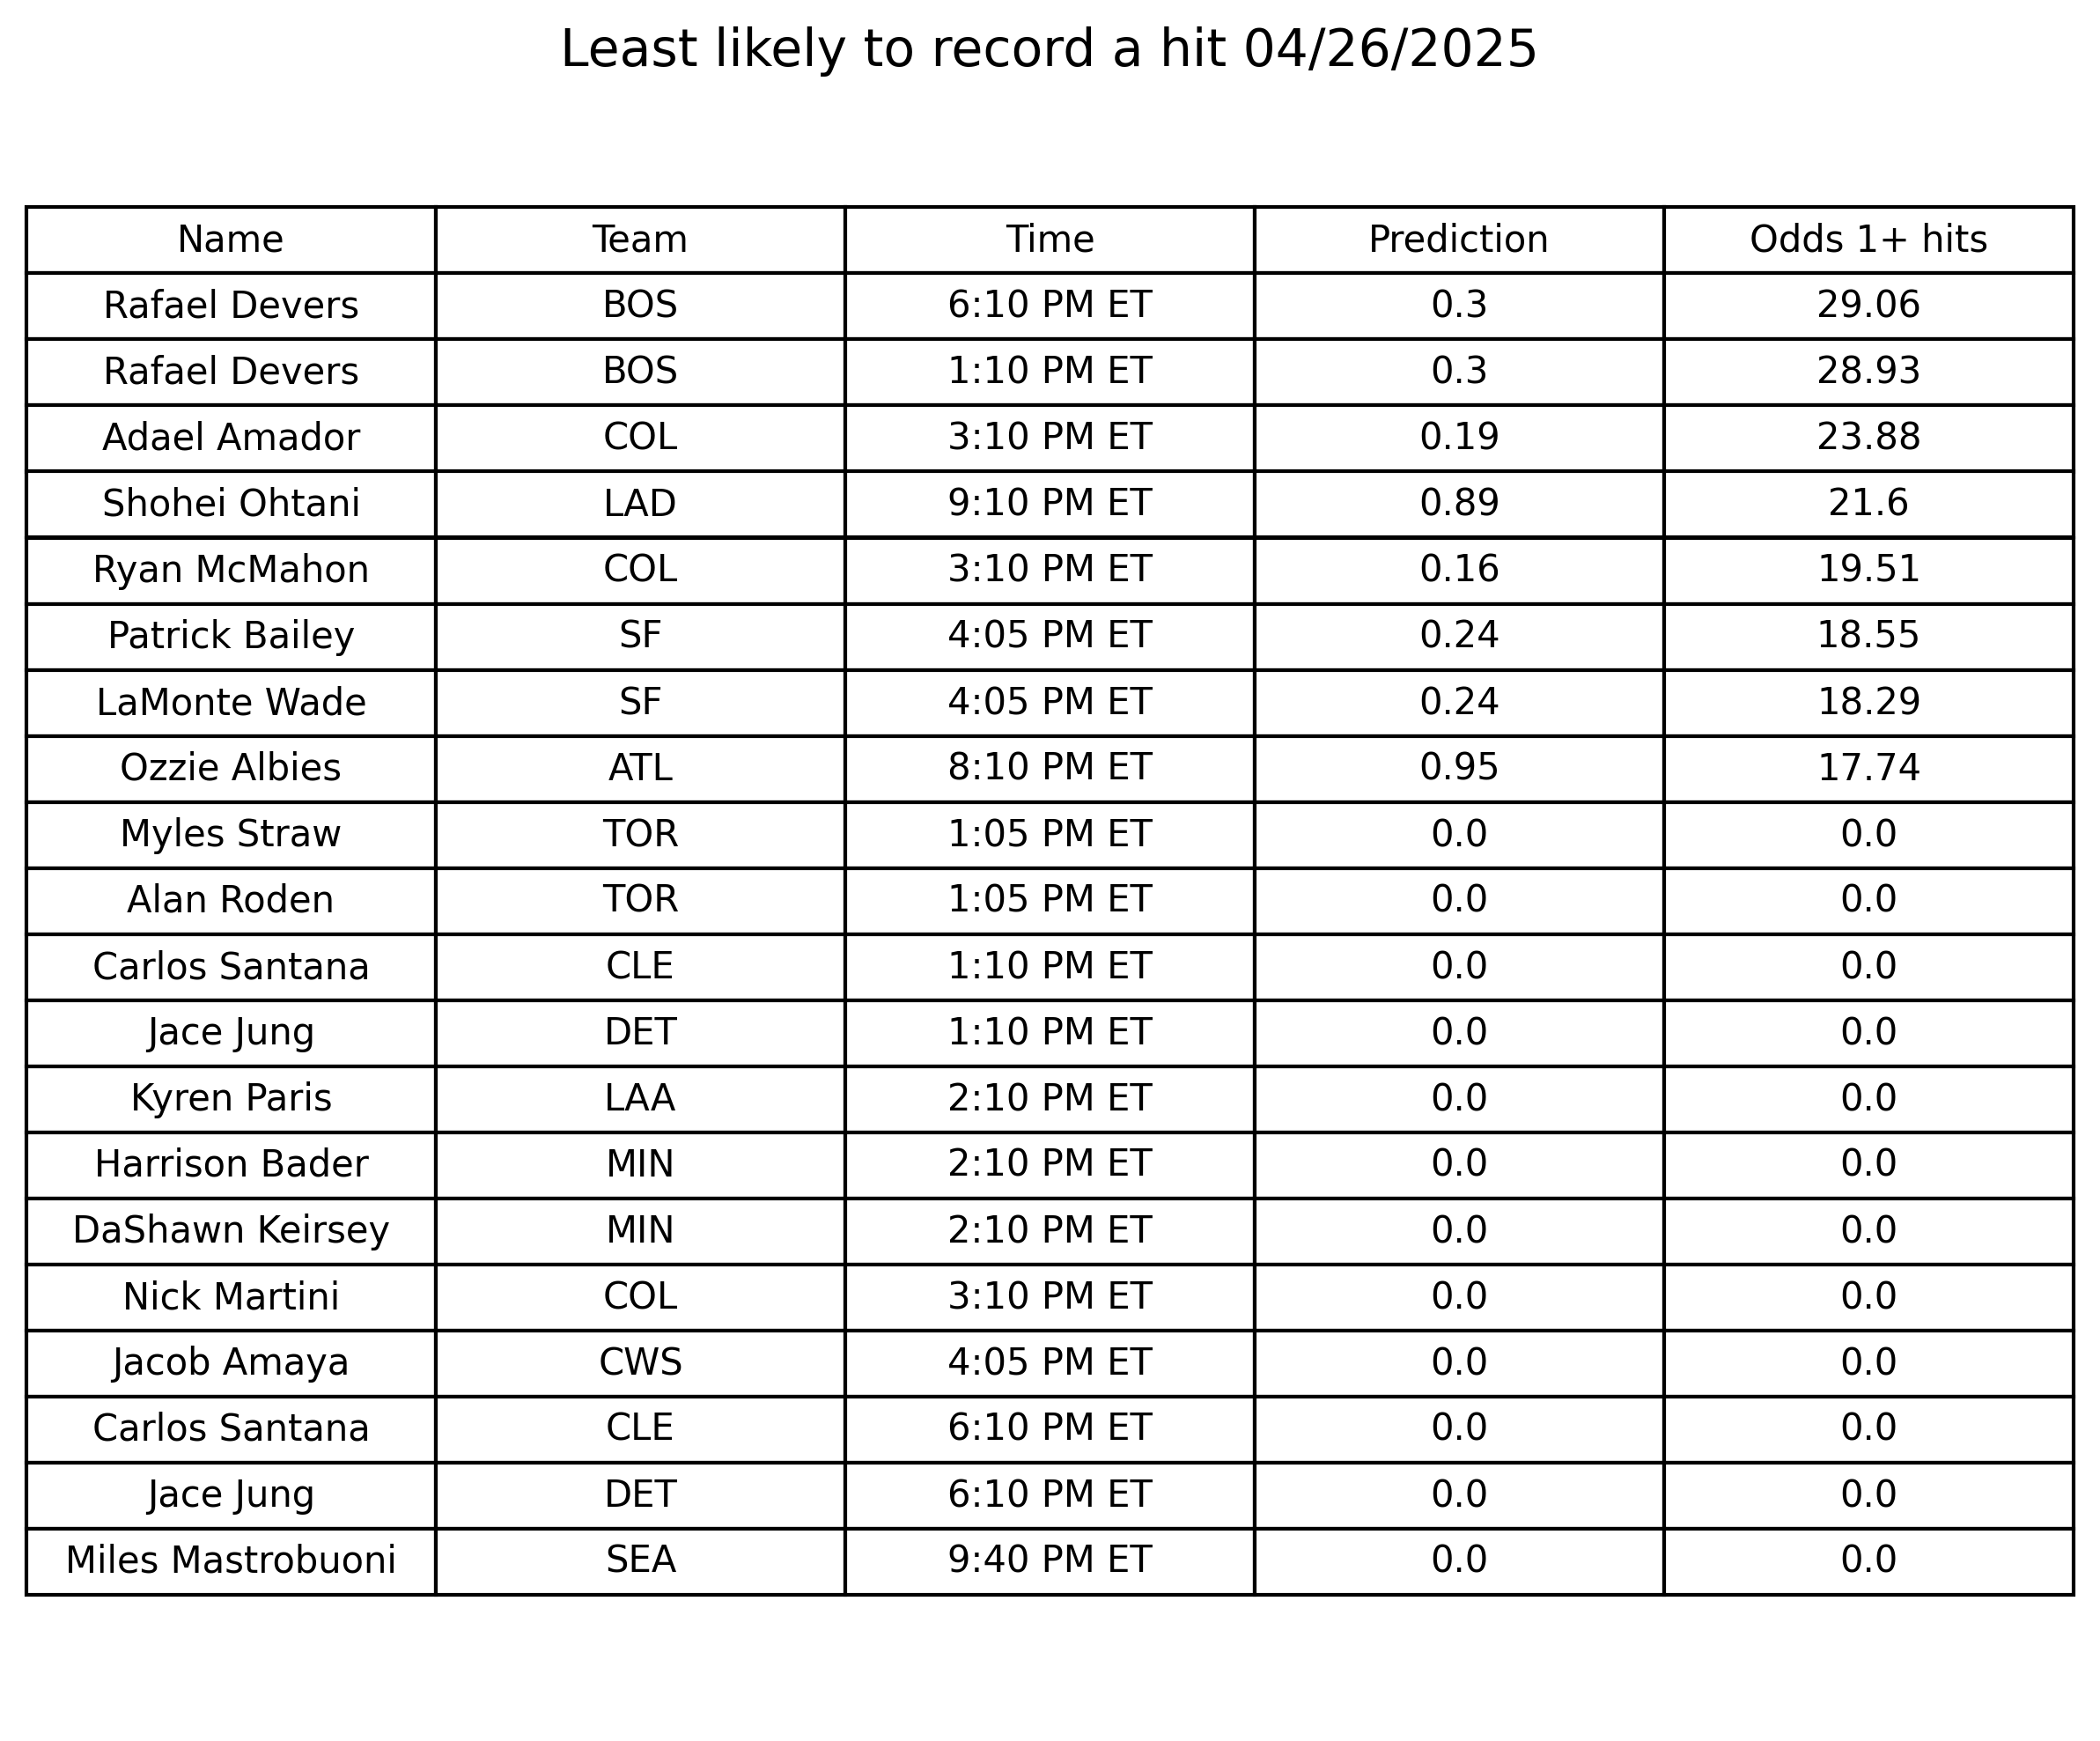 Least likely to record a hit 04/26/2025
Name Team Time Prediction Odds 1+ hits
Rafael Devers BOS 6:10 PM ET 0.3 29.06
Rafael Devers BOS 1:10 PM ET 0.3 28.93
Adael Amador COL 3:10 PM ET 0.19 23.88
Shohei Ohtani LAD 9:10 PM ET 0.89 21.6
Ryan McMahon COL 3:10 PM ET 0.16 19.51
Patrick Bailey SF 4:05 PM ET 0.24 18.55
LaMonte Wade SF 4:05 PM ET 0.24 18.29
Ozzie Albies ATL 8:10 PM ET 0.95 17.74
Myles Straw TOR 1:05 PM ET 0.0 0.0
Alan Roden TOR 1:05 PM ET 0.0 0.0
Carlos Santana CLE 1:10 PM ET 0.0 0.0
Jace Jung DET 1:10 PM ET 0.0 0.0
Kyren Paris LAA 2:10 PM ET 0.0 0.0
Harrison Bader MIN 2:10 PM ET 0.0 0.0
DaShawn Keirsey MIN 2:10 PM ET 0.0 0.0
Nick Martini COL 3:10 PM ET 0.0 0.0
Jacob Amaya CWS 4:05 PM ET 0.0 0.0
Carlos Santana CLE 6:10 PM ET 0.0 0.0
Jace Jung DET 6:10 PM ET 0.0 0.0
Miles Mastrobuoni SEA 9:40 PM ET 0.0 0.0